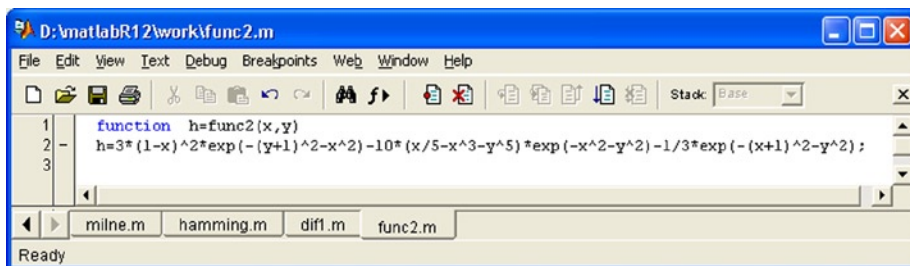 D:\matlabR12\work\func2.m
File Edit View Text Debug Breakpoints Web Window Help
Stack: Base
1 function h=func2(x,y)
2 - h=3*(1-x)^2*exp(-(y+1)^2-x^2)-10*(x/5-x^3-y^5)*exp(-x^2-y^2)-1/3*exp(-(x+1)^2-y^2);
3
milne.m hamming.m dif1.m func2.m
Ready